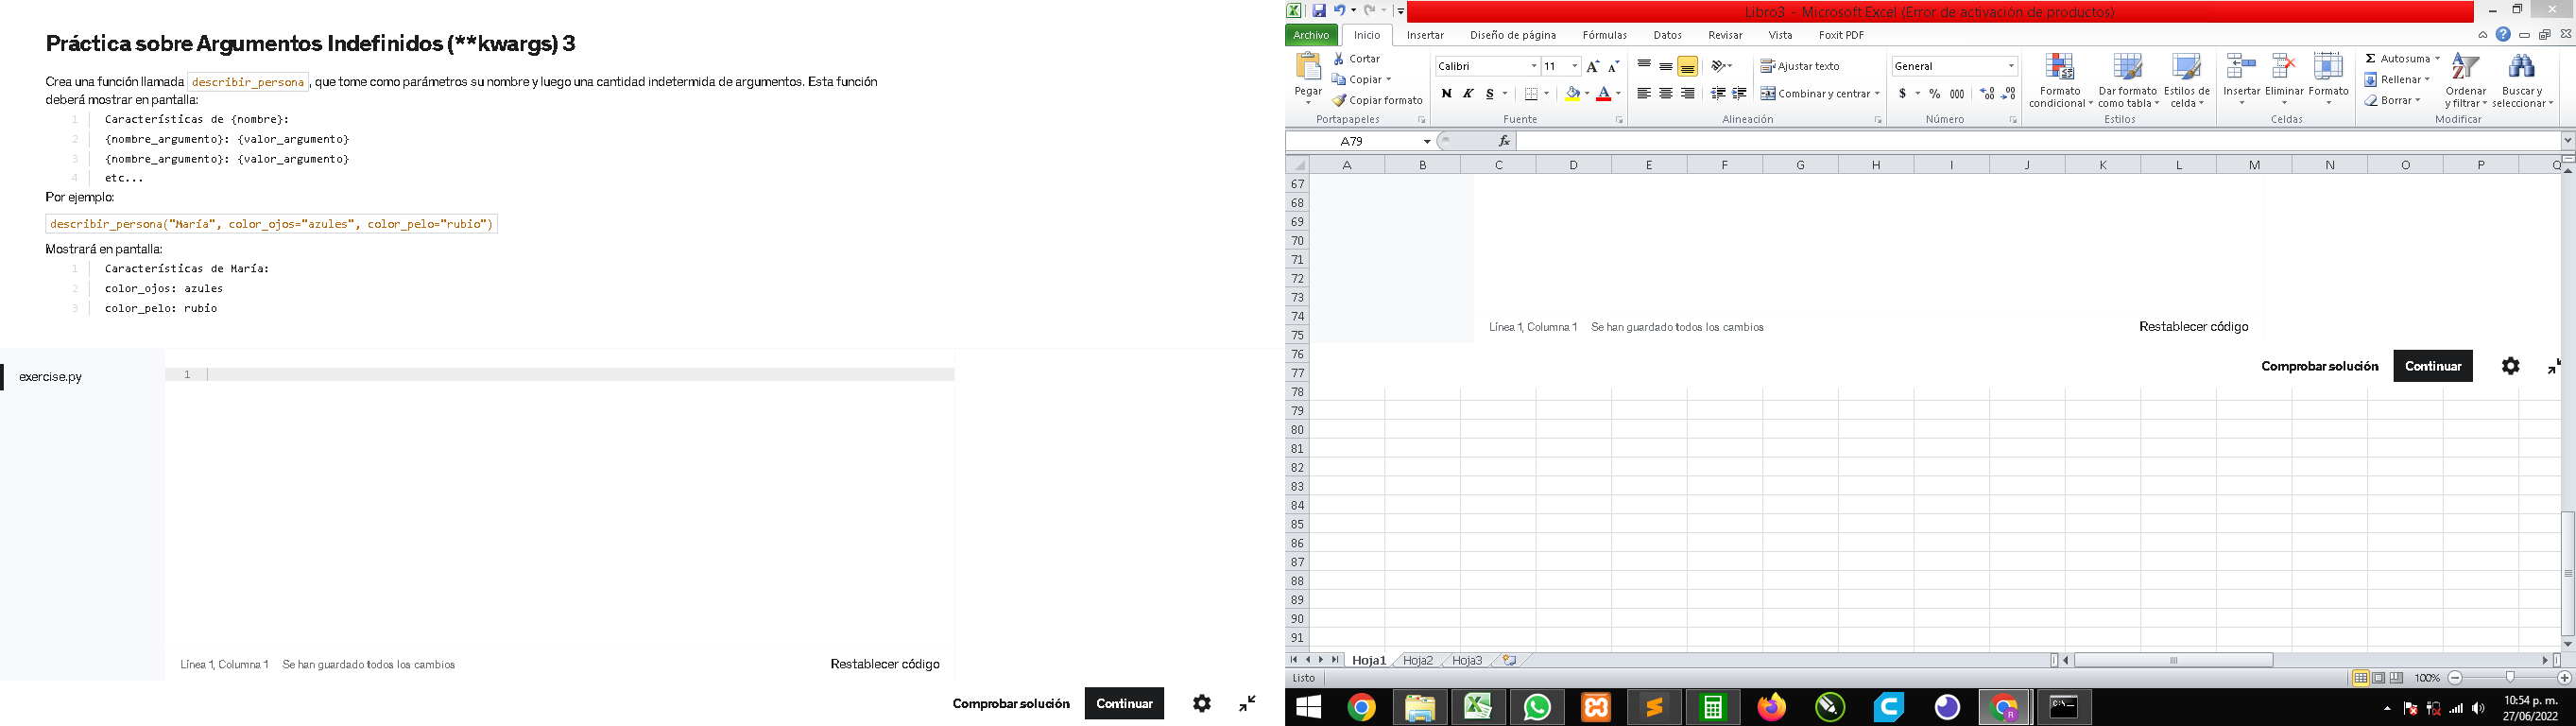 Práctica sobre Argumentos Indefinidos (**kwargs) 3
Crea una función llamada describir_persona, que tome como parámetros su nombre y luego una cantidad indetermida de argumentos. Esta función
deberá mostrar en pantalla:
1 Características de {nombre}:
2 {nombre_argumento}: {valor_argumento}
3 {nombre_argumento}: {valor_argumento}
4 etc...
Por ejemplo:
describir_persona("María", color_ojos="azules", color_pelo="rubio")
Mostrará en pantalla:
1 Características de María:
2 color_ojos: azules
3 color_pelo: rubio
exercise.py
1
Línea 1, Columna 1 Se han guardado todos los cambios
Restablecer código
Comprobar solución
Continuar
Libro3 - Microsoft Excel (Error de activación de productos)
Archivo Inicio Insertar Diseño de página Fórmulas Datos Revisar Vista Foxit PDF
Pegar
Cortar
Copiar
Copiar formato
Portapapeles
Calibri 11
N K S
Fuente
Ajustar texto
Combinar y centrar
Alineación
General
$ % 000
Número
Formato condicional
Dar formato como tabla
Estilos de celda
Estilos
Insertar Eliminar Formato
Celdas
Σ Autosuma
Rellenar
Borrar
Ordenar y filtrar
Buscar y seleccionar
Modificar
A79
fx
A B C D E F G H I J K L M N O P Q
67
68
69
70
71
72
73
74
75
76
77
78
79
80
81
82
83
84
85
86
87
88
89
90
91
Línea 1, Columna 1 Se han guardado todos los cambios
Restablecer código
Comprobar solución
Continuar
Hoja1 Hoja2 Hoja3
Listo
100%
10:54 p. m.
27/06/2022